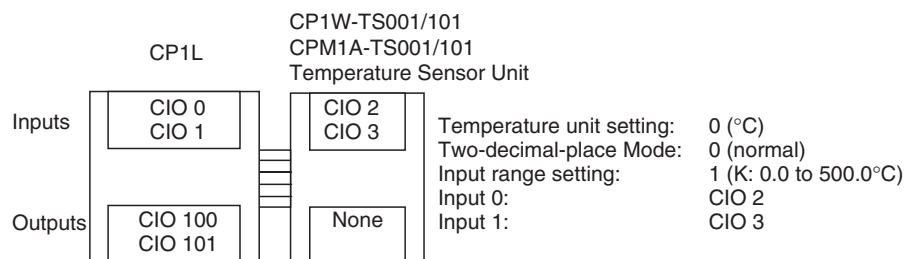 CP1W-TS001/101
CPM1A-TS001/101
Temperature Sensor Unit
CP1L
Inputs
CIO 0
CIO 1
CIO 2
CIO 3
Outputs
CIO 100
CIO 101
None
Temperature unit setting: 0 (°C)
Two-decimal-place Mode: 0 (normal)
Input range setting: 1 (K: 0.0 to 500.0°C)
Input 0: CIO 2
Input 1: CIO 3